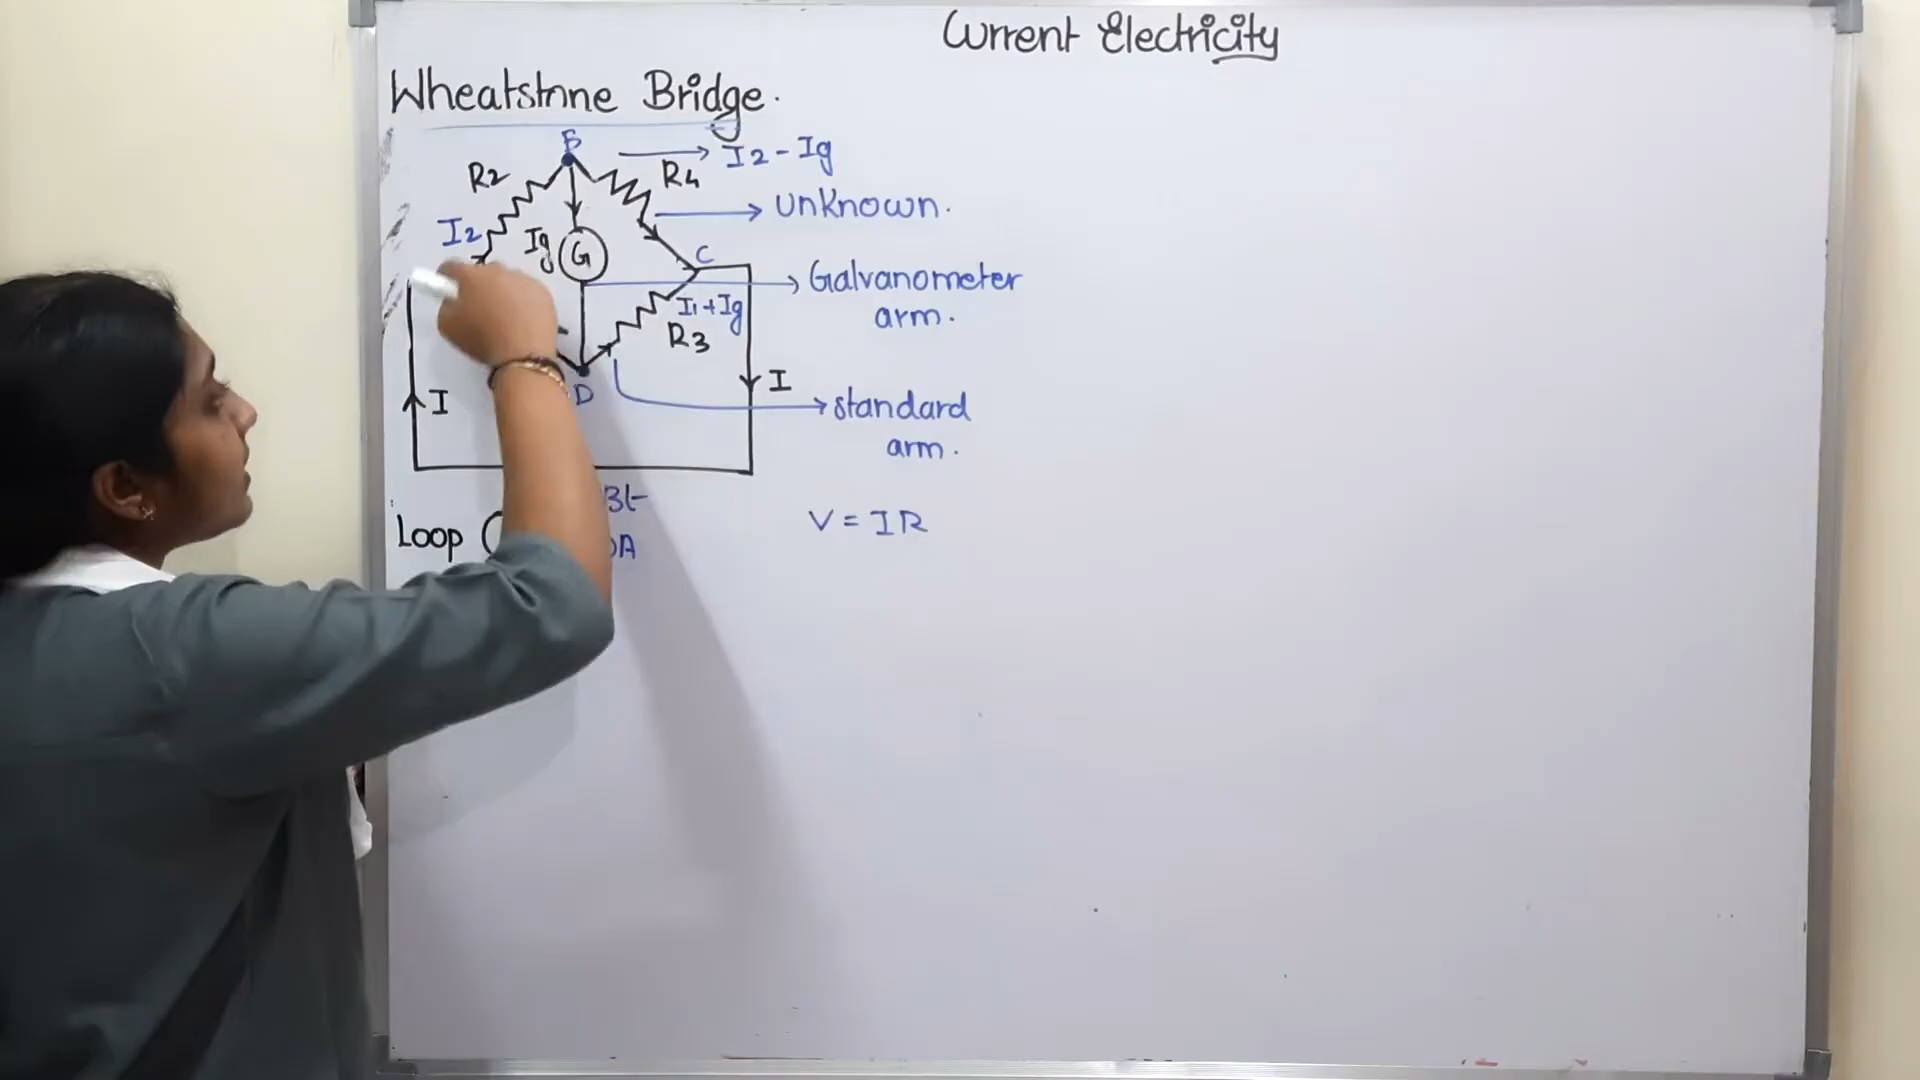 Current Electricity
Wheatstone Bridge.
B
I2 - Ig
R2
R4
unknown.
I2
Ig
G
C
Galvanometer
arm.
I1 + Ig
R3
I
D
I
standard
arm.
V = IR
Loop